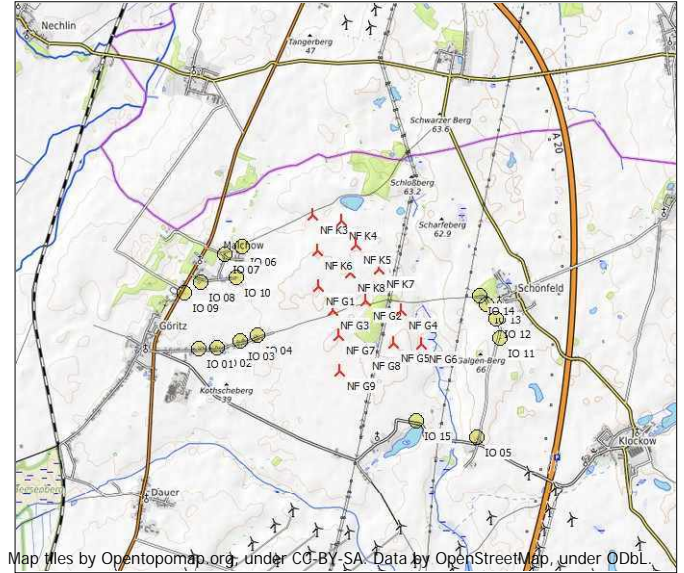 Nechlin
Tangerberg
47
Schwarzer Berg
63.6
A 20
Schloßberg
63.2
Scharfeberg
62.9
NF K3
NF K4
Malchow
IO 06
IO 07
NF K5
NF K6
IO 08
IO 10
NF K8
NF K7
IO 09
NF G1
NF G2
Schönfeld
IO 14
IO 13
Göritz
NF G3
NF G4
IO 12
IO 04
IO 03
IO 01
02
NF G7
NF G5
NF G6
NF G8
IO 11
Galgen-Berg
66
Kothscheberg
39
NF G9
IO 15
IO 05
Klockow
Dauer
Map tiles by Opentopomap.org, under CC-BY-SA. Data by OpenStreetMap, under ODbL.